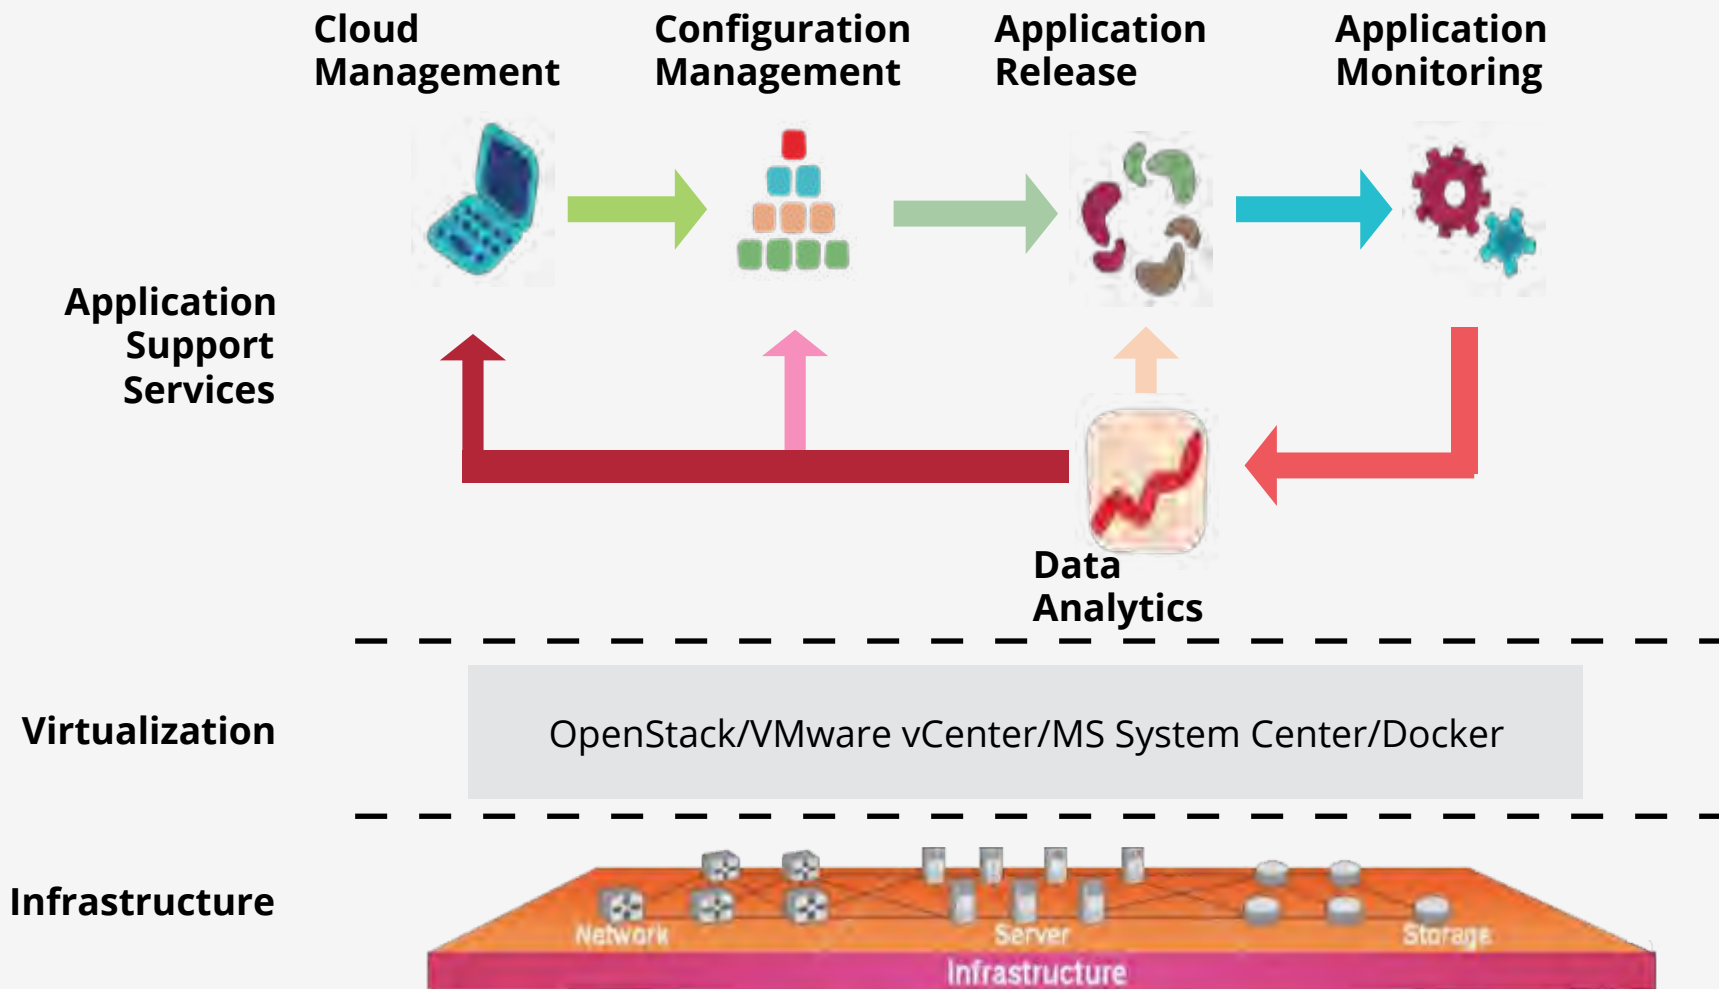 Cloud
Management
Configuration
Management
Application
Release
Application
Monitoring
Application
Support
Services
Data
Analytics
Virtualization
OpenStack/VMware vCenter/MS System Center/Docker
Infrastructure
Network
Server
Storage
Infrastructure